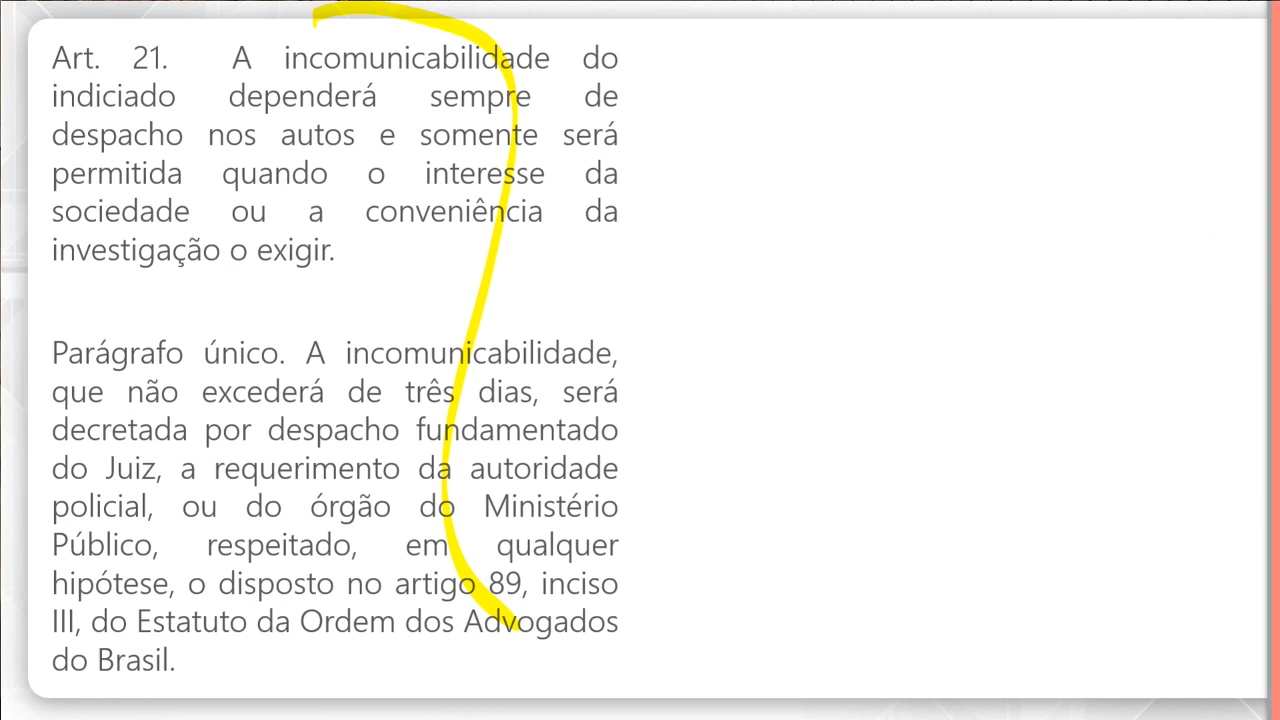 Art. 21. A incomunicabilidade do
indiciado dependerá sempre de
despacho nos autos e somente será
permitida quando o interesse da
sociedade ou a conveniência da
investigação o exigir.
Parágrafo único. A incomunicabilidade,
que não excederá de três dias, será
decretada por despacho fundamentado
do Juiz, a requerimento da autoridade
policial, ou do órgão do Ministério
Público, respeitado, em qualquer
hipótese, o disposto no artigo 89, inciso
III, do Estatuto da Ordem dos Advogados
do Brasil.